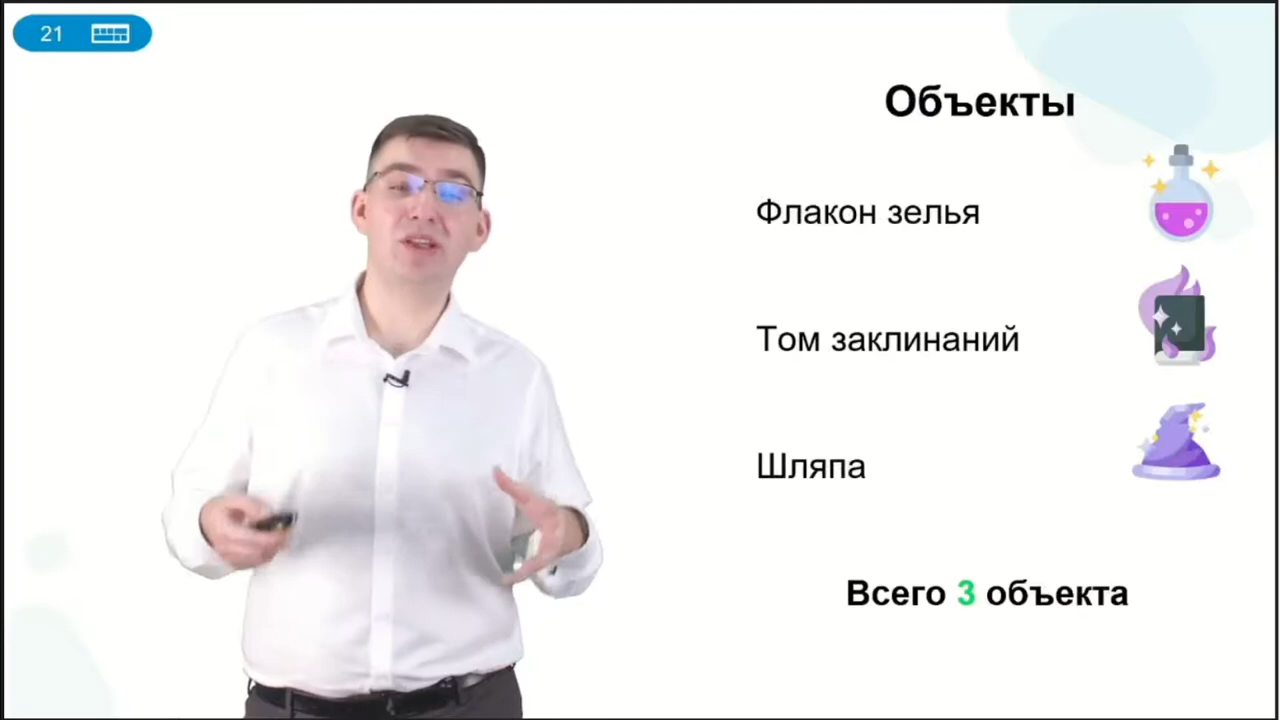 21
Объекты
Флакон зелья
Том заклинаний
Шляпа
Всего 3 объекта